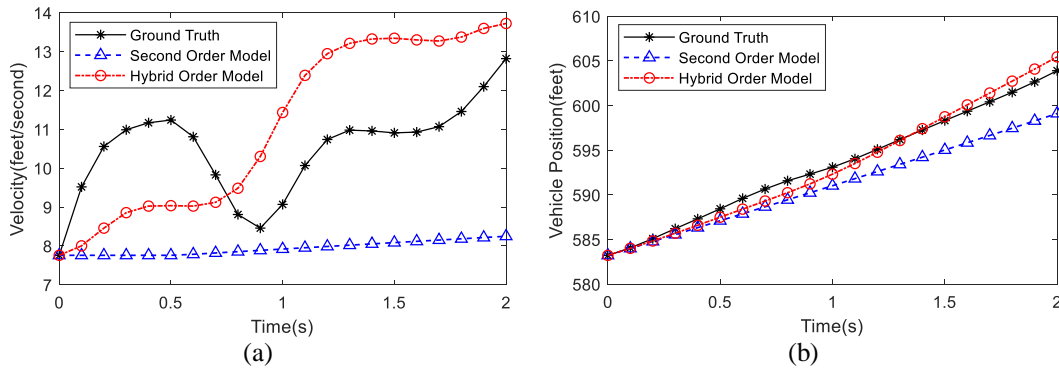 14
13
12
11
10
9
8
7
Velocity(feet/second)
Ground Truth
Second Order Model
Hybrid Order Model
0 0.5 1 1.5 2
Time(s)
(a)
610
600
590
585
580
Vehicle Position(feet)
Ground Truth
Second Order Model
Hybrid Order Model
0 0.5 1 1.5 2
Time(s)
(b)